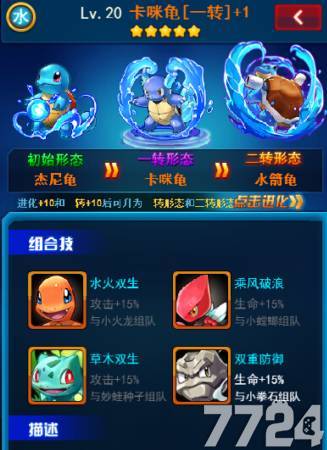 水
Lv.20 卡咪龟[一转]+1
初始形态 一转形态 二转形态
杰尼龟 卡咪龟 水箭龟
进化+10和 转+10后可月为 转形态和二转形态 点击进化
组合技
水火双生 乘风破浪
攻击+15% 生命+15%
与小火龙组队 与小螳螂组队
草木双生 双重防御
攻击+15% 生命+15%
与妙蛙种子组队 与小拳石组队
描述
7724